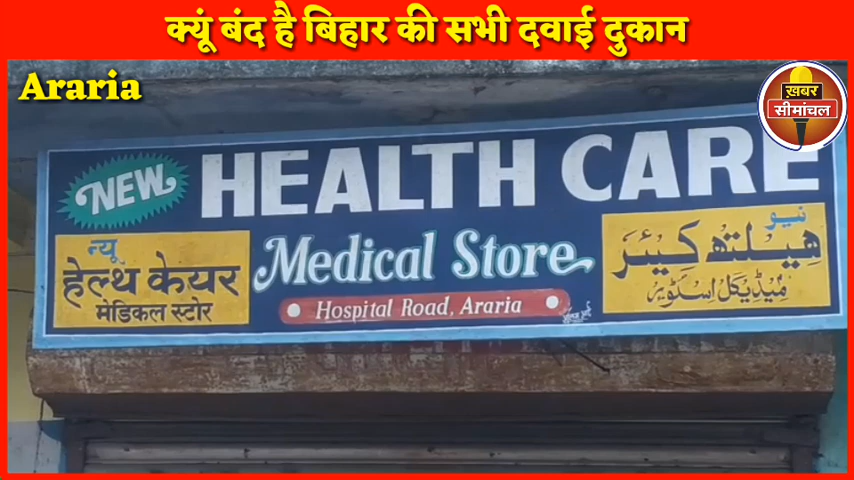 क्यूं बंद है बिहार की सभी दवाई दुकान
Araria
ख़बर
सीमांचल
NEW
HEALTH CARE
न्यू
हेल्थ केयर
मेडिकल स्टोर
Medical Store
Hospital Road, Araria
نیو
ہیلتھ کیئر
میڈیکل اسٹور